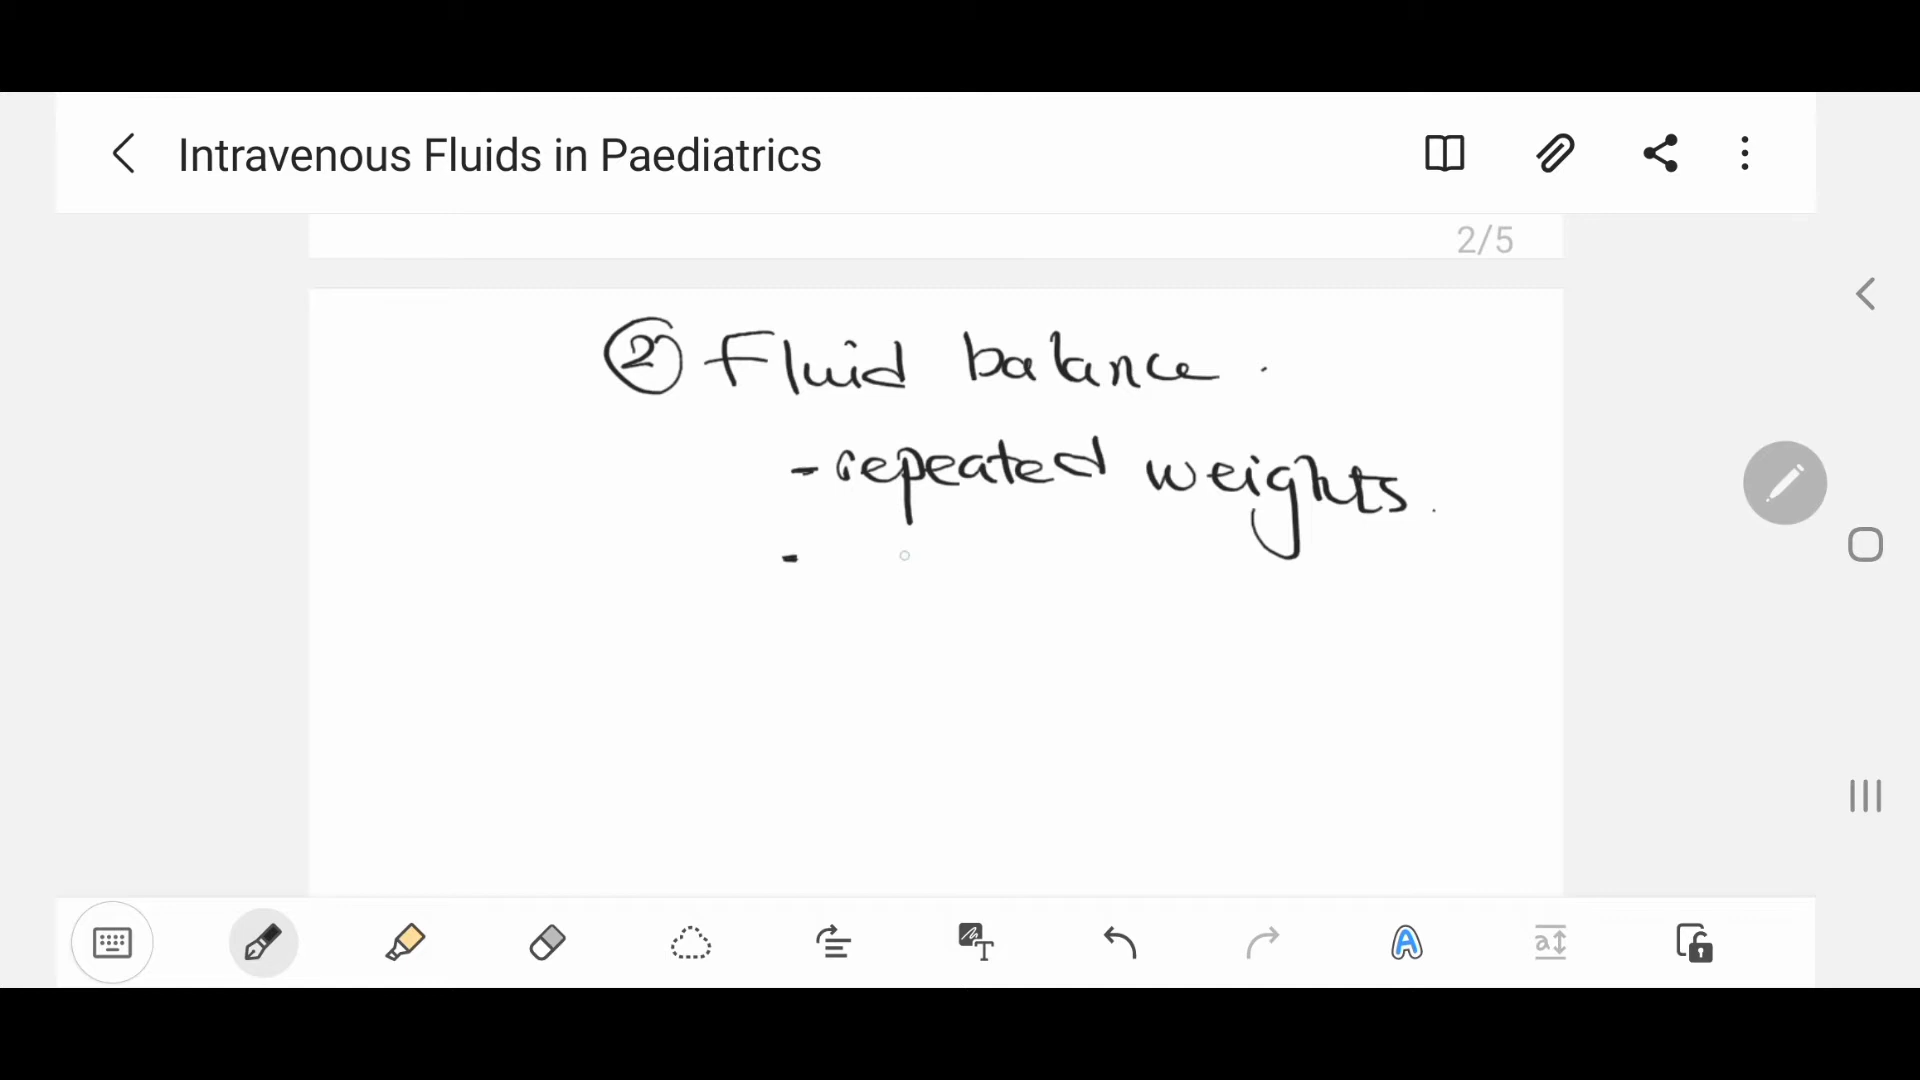 Intravenous Fluids in Paediatrics
2/5
② Fluid balance.
- repeated weights.
-